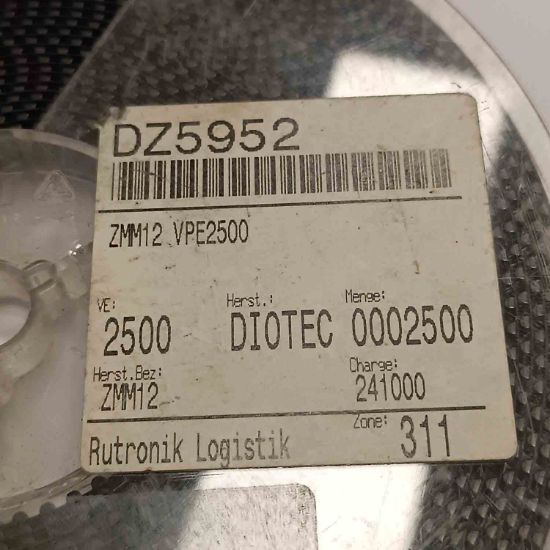 DZ5952
ZMM12 VPE2500
VE: Herst.: Menge:
2500 DIOTEC 0002500
Herst.Bez: Charge:
ZMM12 241000
Zone: 311
Rutronik Logistik